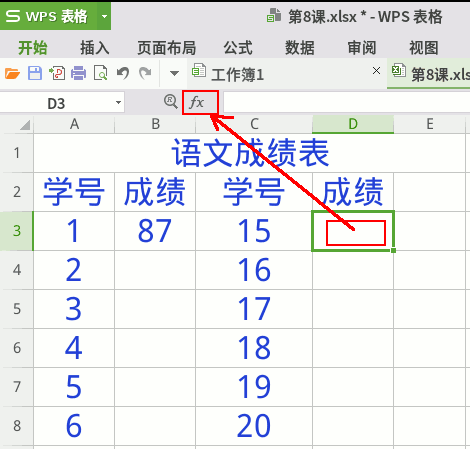 S WPS 表格 第8课.xlsx * - WPS 表格
开始 插入 页面布局 公式 数据 审阅 视图
工作簿1 × 第8课.xls
D3 fx
A B C D E
1 语文成绩表
2 学号 成绩 学号 成绩
3 1 87 15
4 2 16
5 3 17
6 4 18
7 5 19
8 6 20